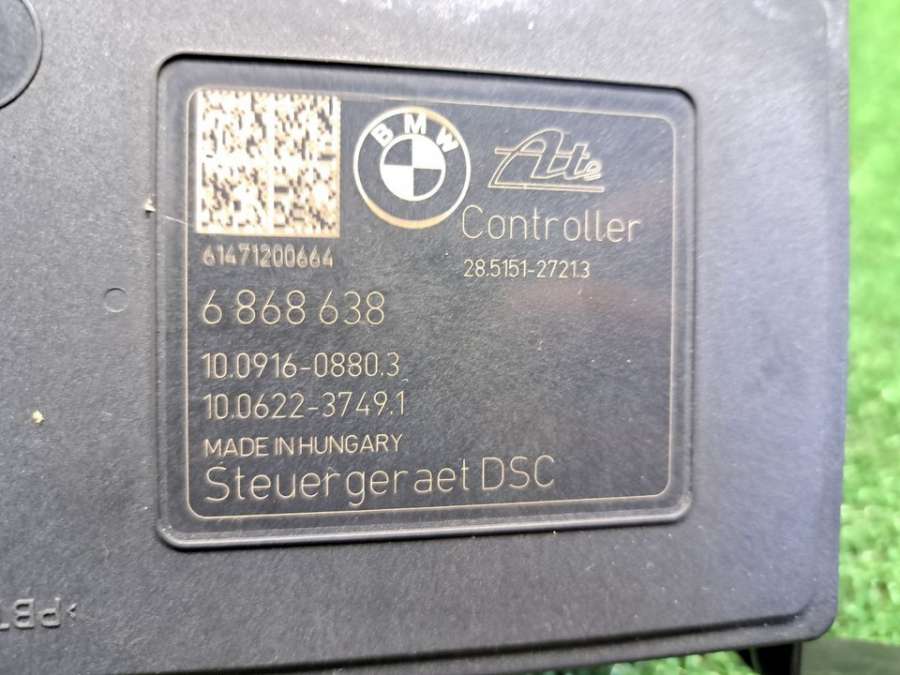 BMW
Ate
Controller
61471200664
28.5151-2721.3
6 868 638
10.0916-0880.3
10.0622-3749.1
MADE IN HUNGARY
Steuergeraet DSC